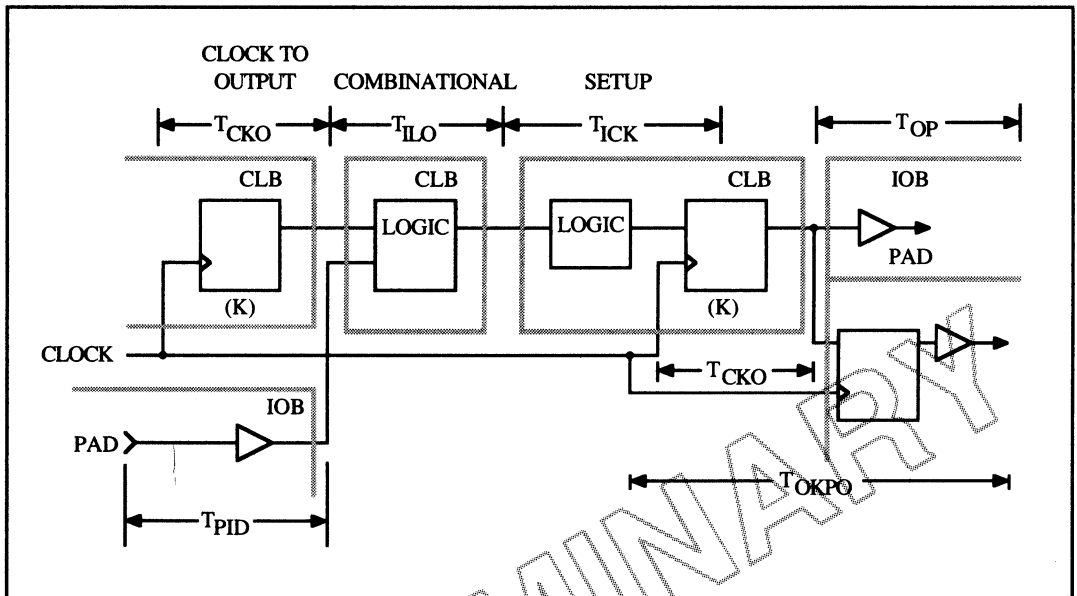 CLOCK TO
OUTPUT
COMBINATIONAL
SETUP
TCKO
TILO
TICK
TOP
CLB
CLB
CLB
IOB
LOGIC
LOGIC
PAD
(K)
(K)
CLOCK
TCKO
IOB
PAD
TOKPO
TPID
MINARY